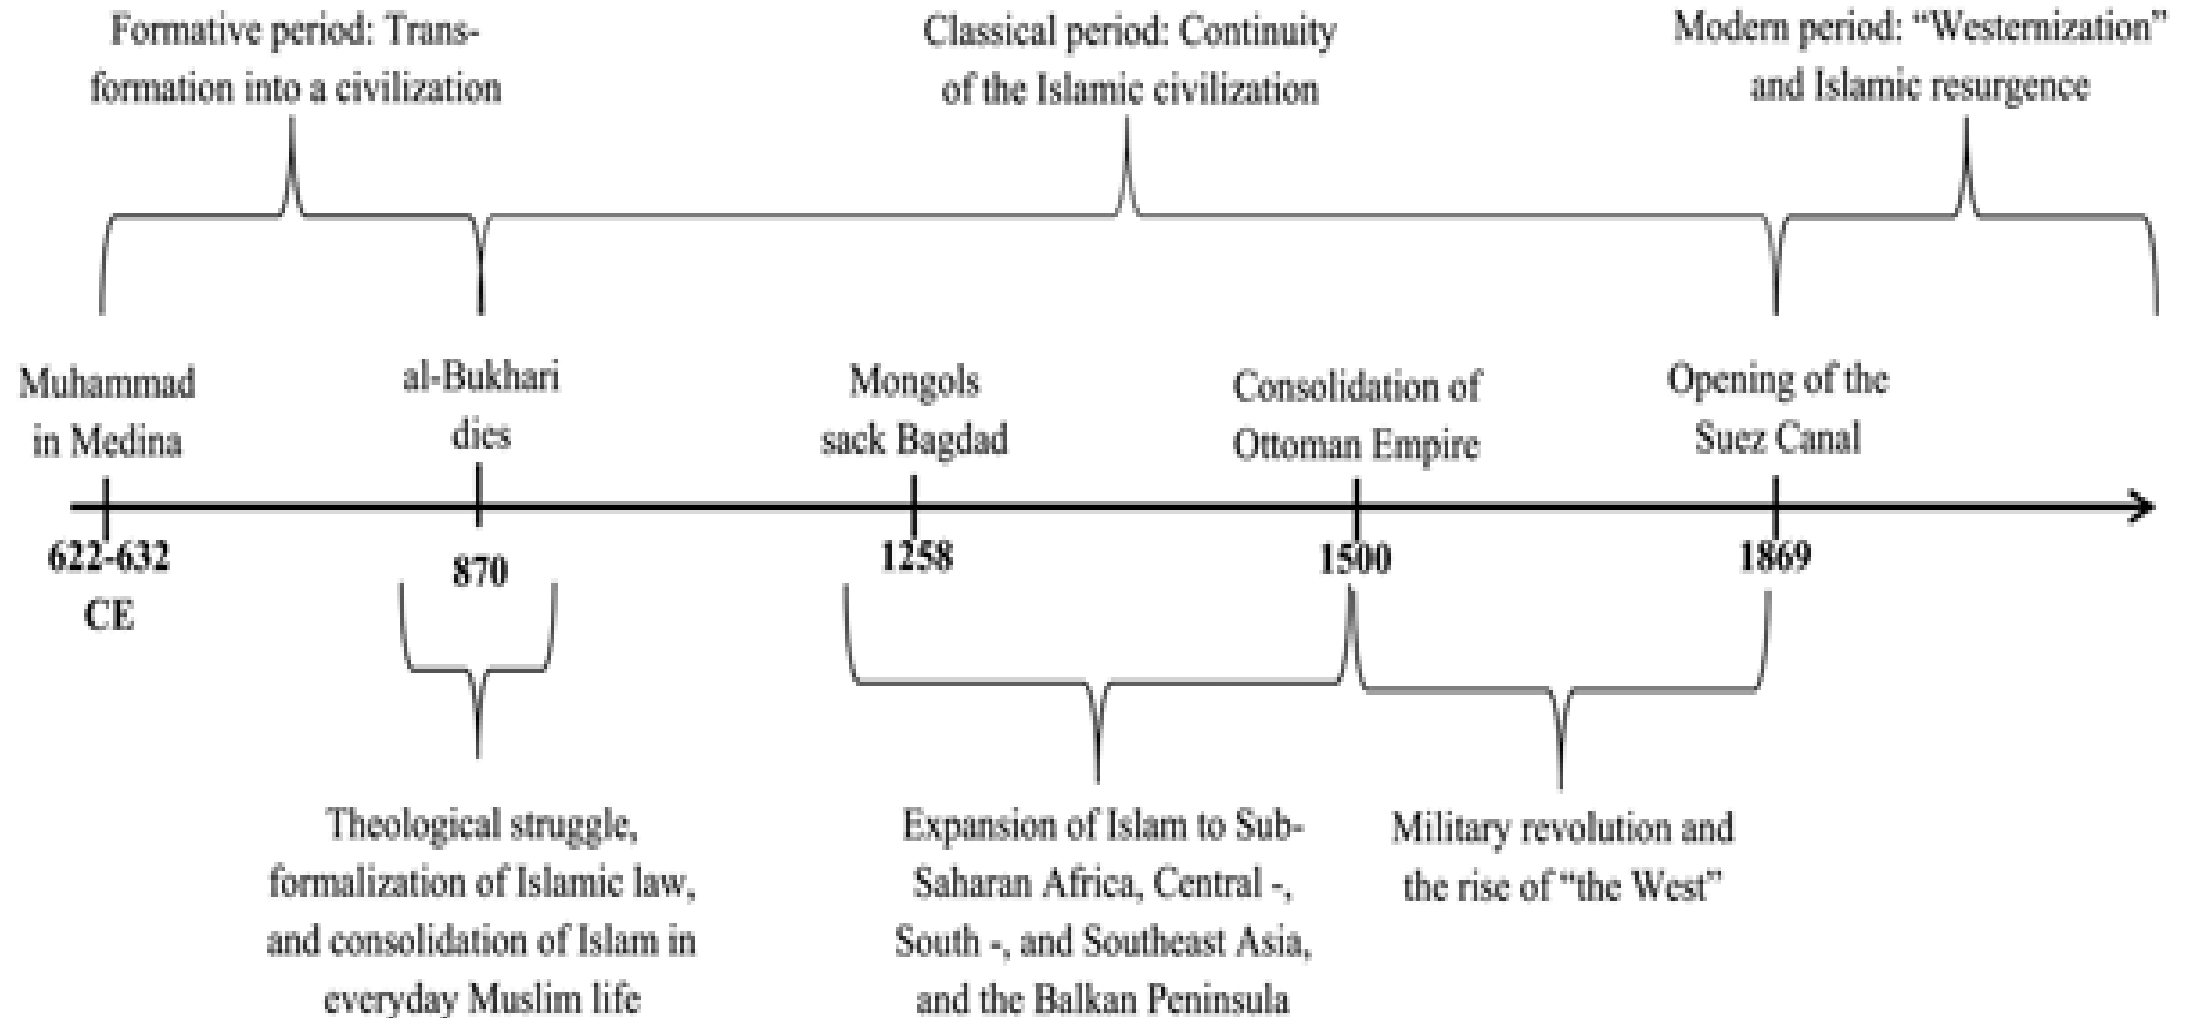 Formative period: Trans-
formation into a civilization
Classical period: Continuity
of the Islamic civilization
Modern period: “Westernization”
and Islamic resurgence
Muhammad
in Medina
al-Bukhari
dies
Mongols
sack Bagdad
Consolidation of
Ottoman Empire
Opening of the
Suez Canal
622-632
CE
870
1258
1500
1869
Theological struggle,
formalization of Islamic law,
and consolidation of Islam in
everyday Muslim life
Expansion of Islam to Sub-
Saharan Africa, Central -,
South -, and Southeast Asia,
and the Balkan Peninsula
Military revolution and
the rise of “the West”